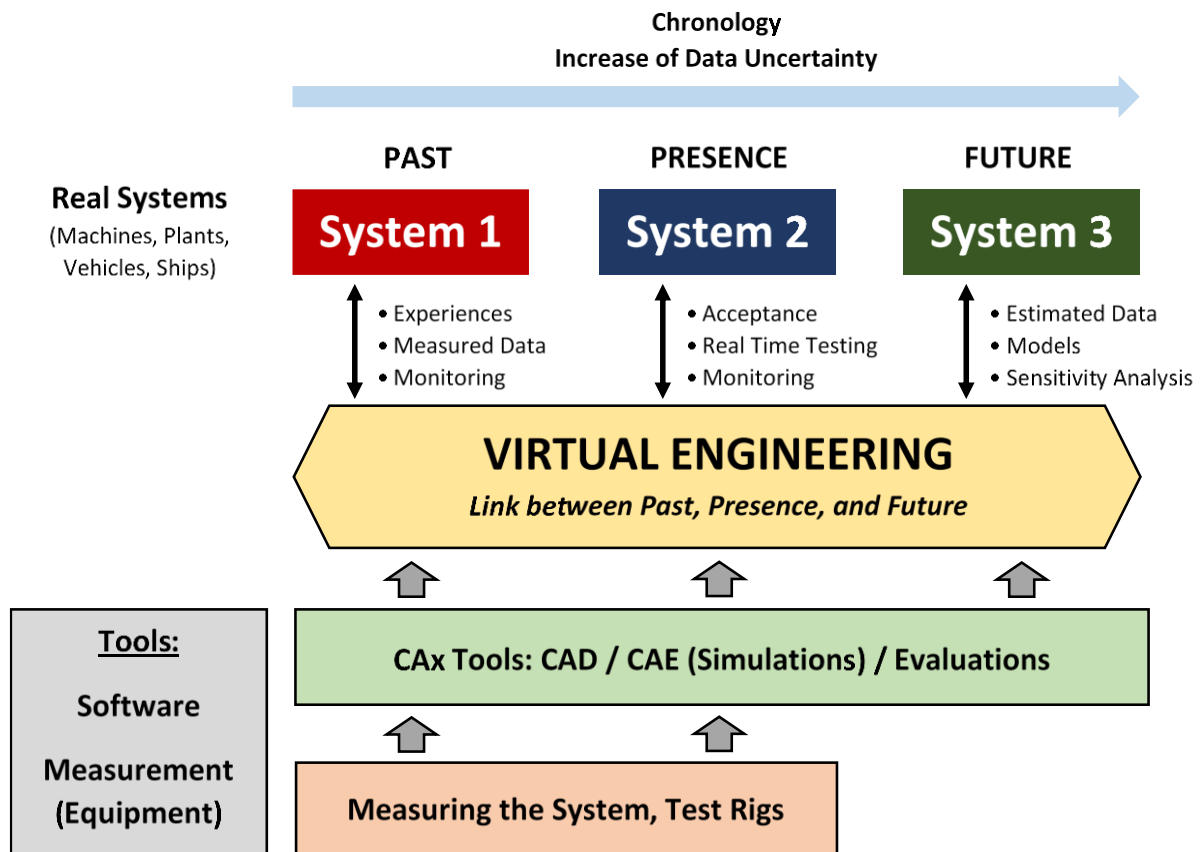 Chronology
Increase of Data Uncertainty
PAST
PRESENCE
FUTURE
Real Systems
(Machines, Plants,
Vehicles, Ships)
System 1
System 2
System 3
• Experiences
• Measured Data
• Monitoring
• Acceptance
• Real Time Testing
• Monitoring
• Estimated Data
• Models
• Sensitivity Analysis
VIRTUAL ENGINEERING
Link between Past, Presence, and Future
Tools:
Software
Measurement
(Equipment)
CAx Tools: CAD / CAE (Simulations) / Evaluations
Measuring the System, Test Rigs